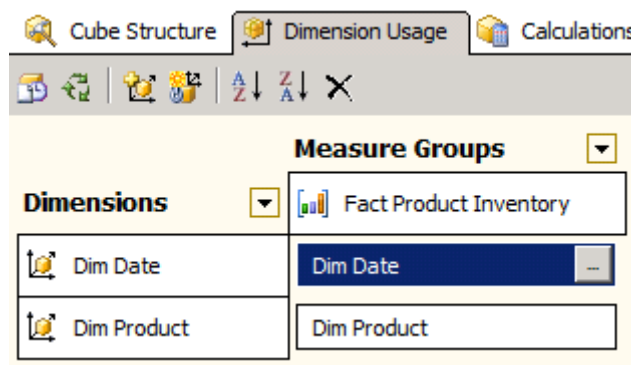 Cube Structure Dimension Usage Calculations
A Z Z A
Measure Groups
Dimensions Fact Product Inventory
Dim Date Dim Date ...
Dim Product Dim Product